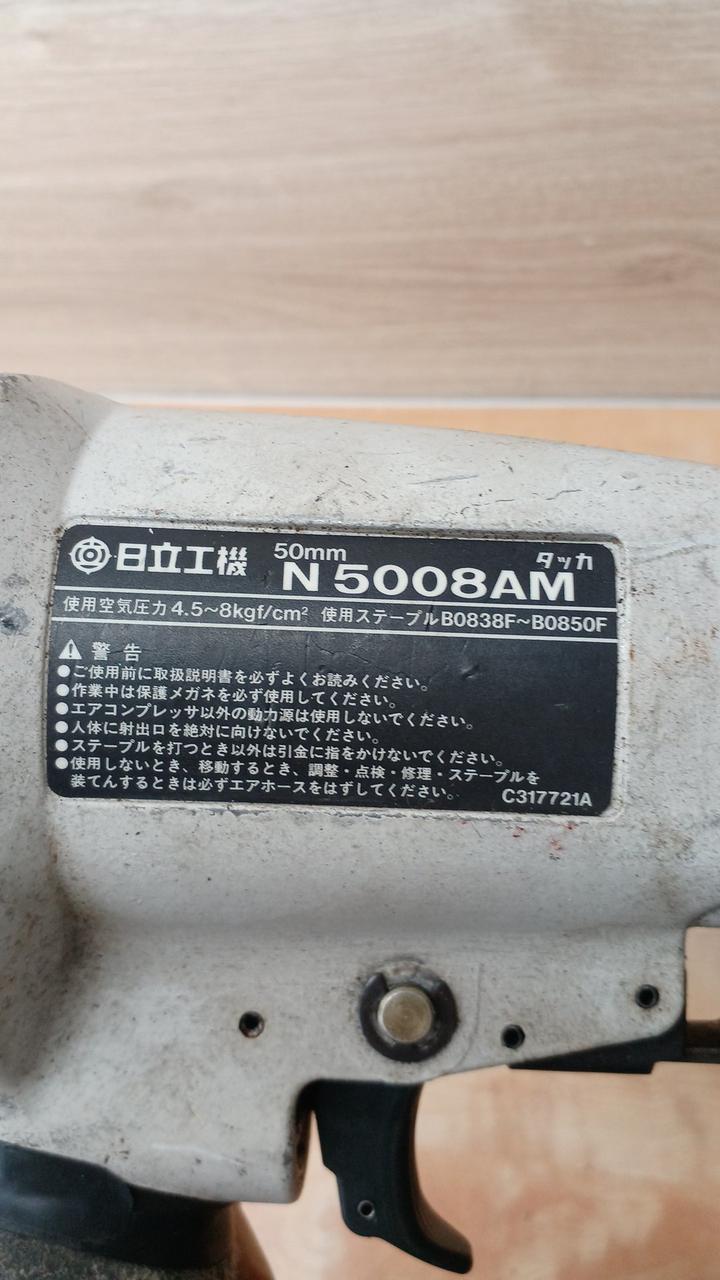 日立工機 50mm N 5008AM タッカ
使用空気圧力4.5～8kgf/cm² 使用ステープルB0838F～B0850F
警告
●ご使用前に取扱説明書を必ずよくお読みください。
●作業中は保護メガネを必ず使用してください。
●エアコンプレッサ以外の動力源は使用しないでください。
●人体に射出口を絶対に向けないでください。
●ステープルを打つとき以外は引金に指をかけないでください。
●使用しないとき、移動するとき、調整・点検・修理・ステープルを
装てんするときは必ずエアホースをはずしてください。
C317721A